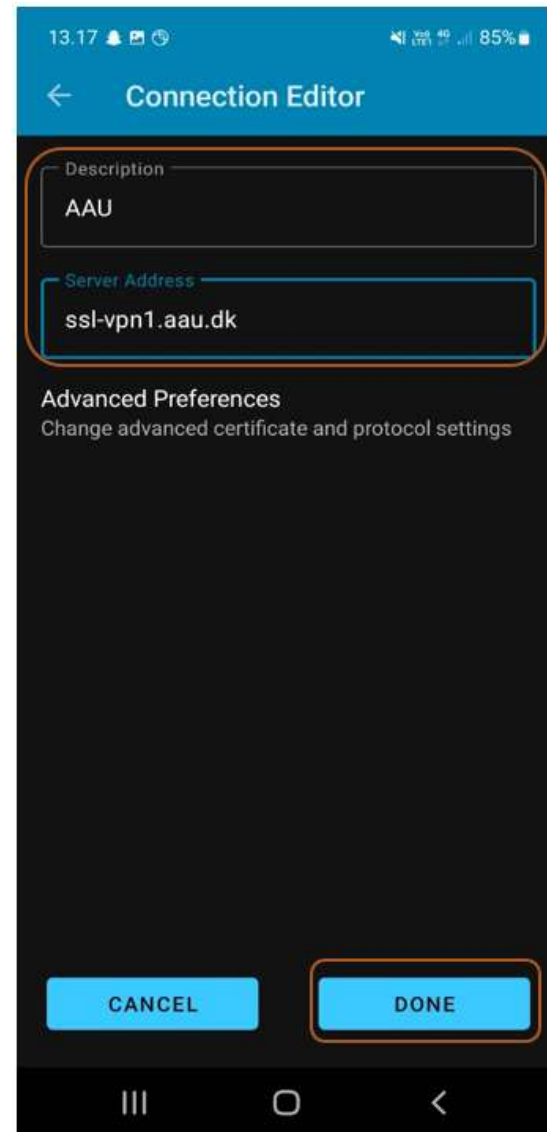 13.17 85%
Connection Editor
Description
AAU
Server Address
ssl-vpn1.aau.dk
Advanced Preferences
Change advanced certificate and protocol settings
CANCEL DONE